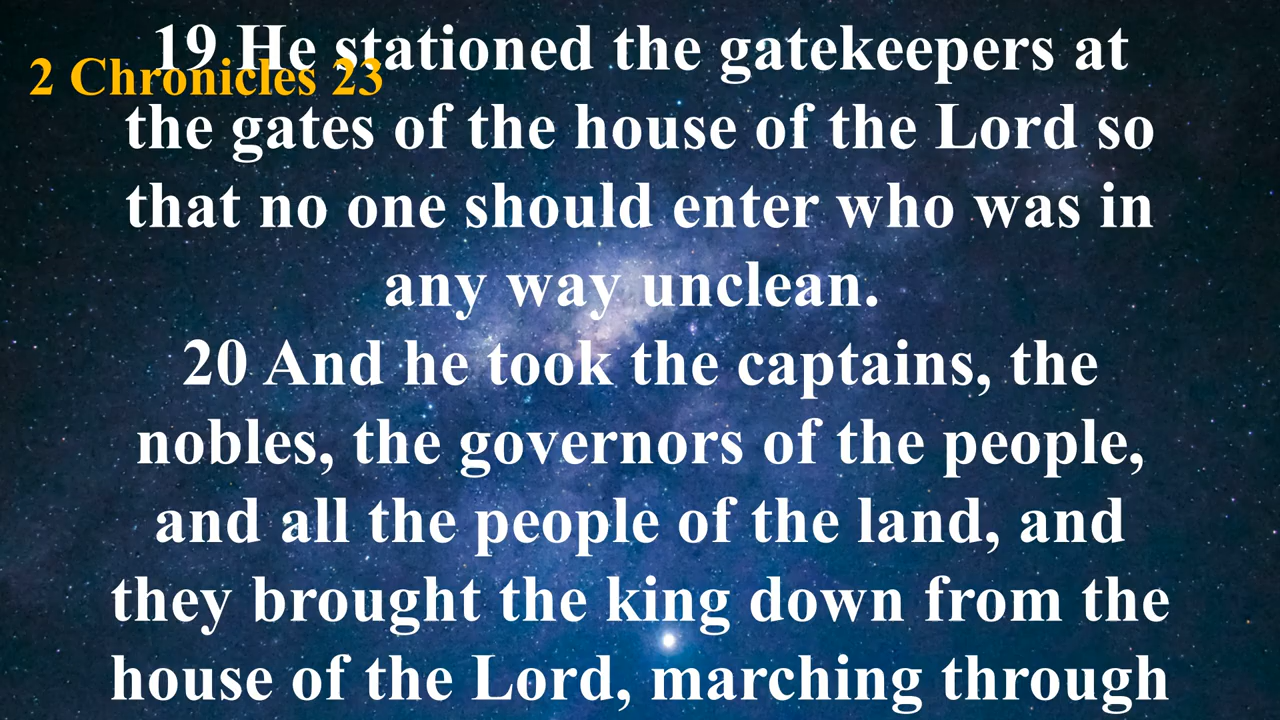 19 He stationed the gatekeepers at
2 Chronicles 23
the gates of the house of the Lord so
that no one should enter who was in
any way unclean.
20 And he took the captains, the
nobles, the governors of the people,
and all the people of the land, and
they brought the king down from the
house of the Lord, marching through